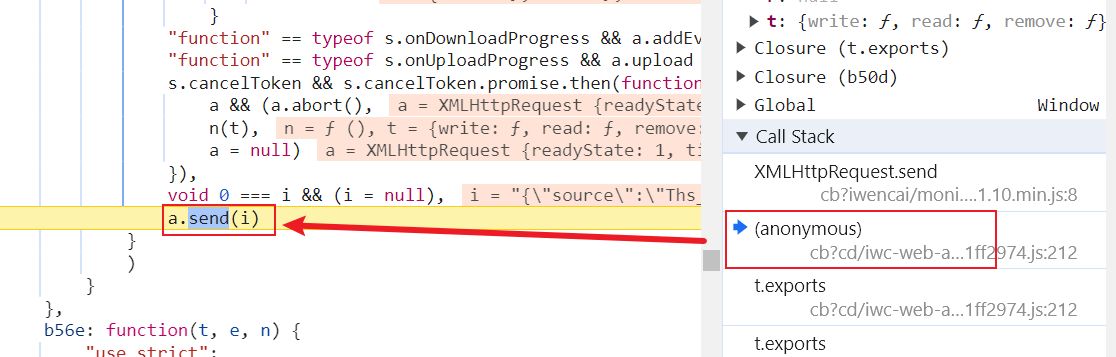 }
"function" == typeof s.onDownloadProgress && a.addEv
"function" == typeof s.onUploadProgress && a.upload
s.cancelToken && s.cancelToken.promise.then(function
a && (a.abort(), a = XMLHttpRequest {readyState
n(t), n = ƒ (), t = {write: ƒ, read: ƒ, remove:
a = null) a = XMLHttpRequest {readyState: 1, ti
}),
void 0 === i && (i = null), i = "{\"source\":\"Ths_
a.send(i)
}
)
}
},
b56e: function(t, e, n) {
"use strict";
t: {write: ƒ, read: ƒ, remove: ƒ}
Closure (t.exports)
Closure (b50d)
Global Window
Call Stack
XMLHttpRequest.send
cb?iwencai/moni…1.10.min.js:8
(anonymous)
cb?cd/iwc-web-a…1ff2974.js:212
t.exports
cb?cd/iwc-web-a…1ff2974.js:212
t.exports